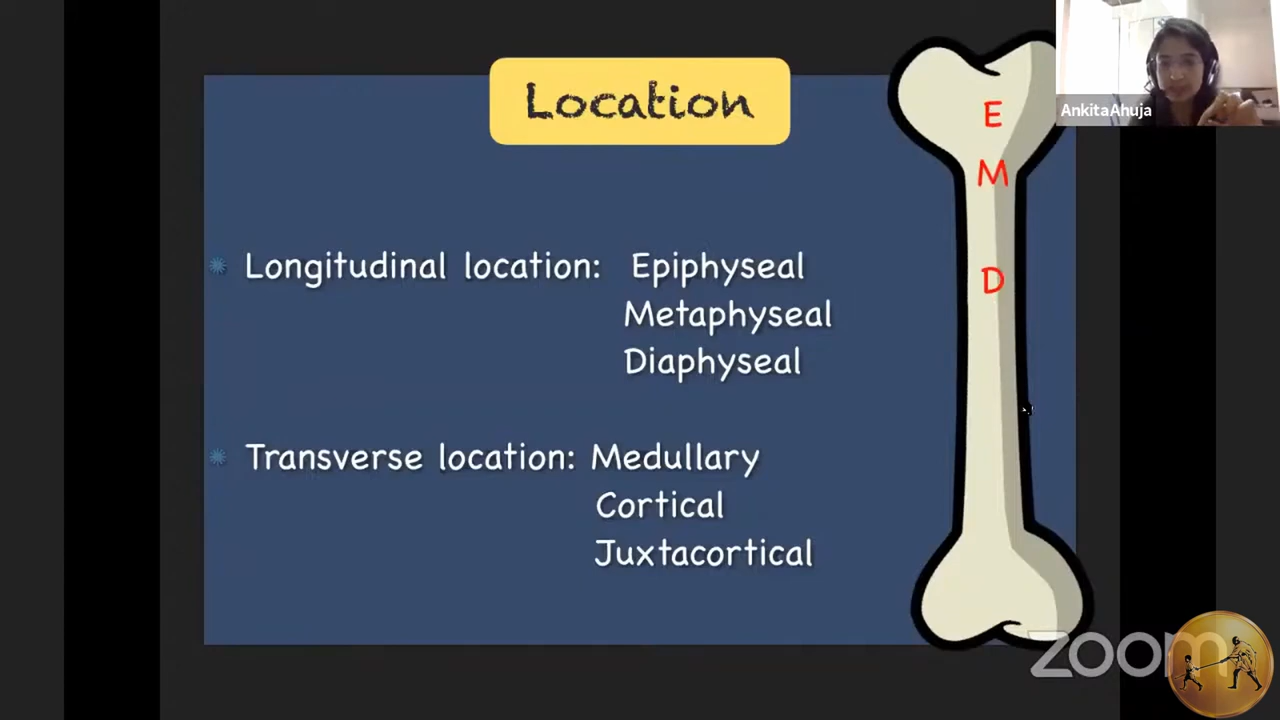 Location
AnkitaAhuja
E
M
D
Longitudinal location: Epiphyseal
Metaphyseal
Diaphyseal
Transverse location: Medullary
Cortical
Juxtacortical
zoom